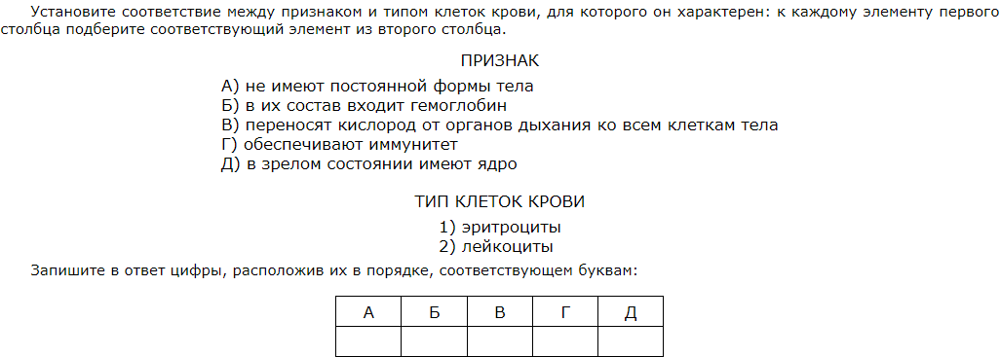 Установите соответствие между признаком и типом клеток крови, для которого он характерен: к каждому элементу первого
столбца подберите соответствующий элемент из второго столбца.
ПРИЗНАК
А) не имеют постоянной формы тела
Б) в их состав входит гемоглобин
В) переносят кислород от органов дыхания ко всем клеткам тела
Г) обеспечивают иммунитет
Д) в зрелом состоянии имеют ядро
ТИП КЛЕТОК КРОВИ
1) эритроциты
2) лейкоциты
Запишите в ответ цифры, расположив их в порядке, соответствующем буквам:
А Б В Г Д